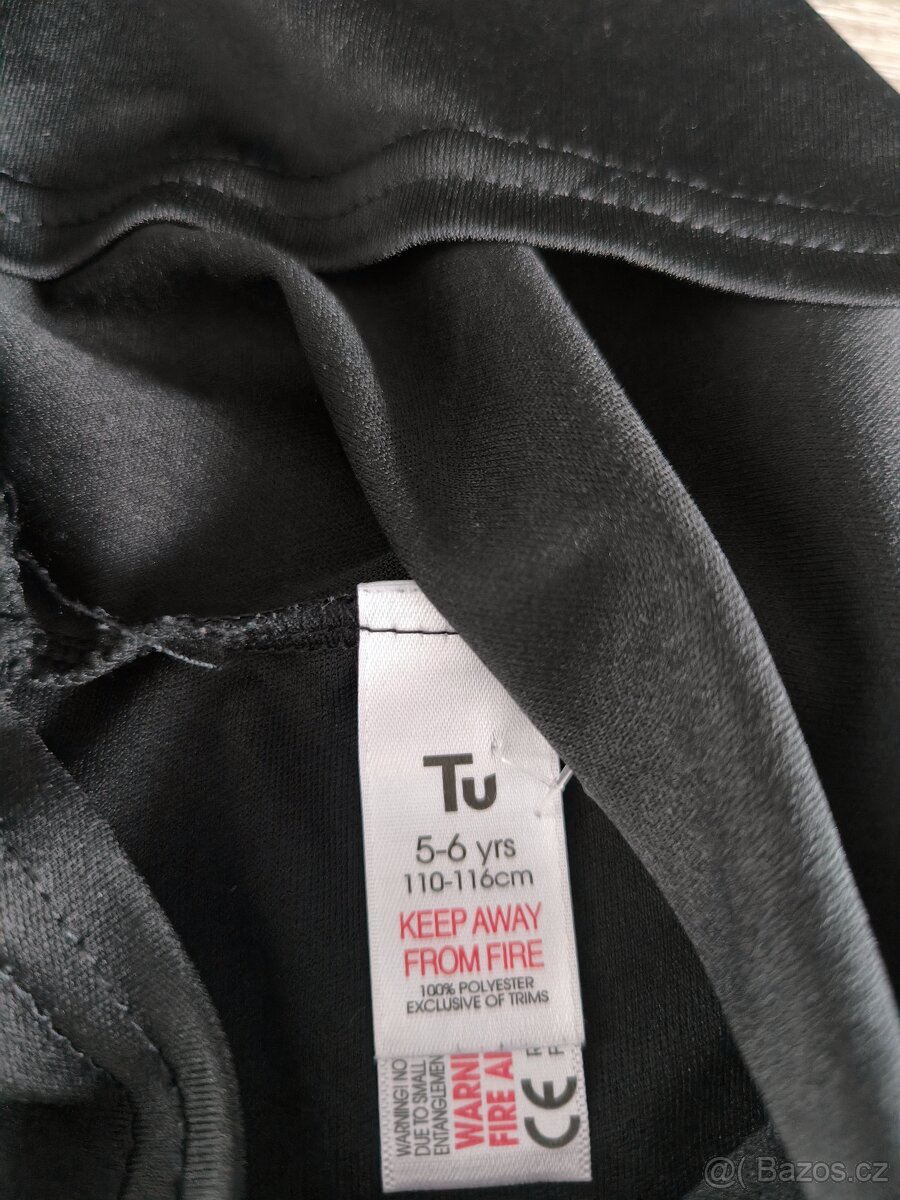 Tu
5-6 yrs
110-116cm
KEEP AWAY
FROM FIRE
100% POLYESTER
EXCLUSIVE OF TRIMS
WARNING! NO
DUE TO SMALL
WARNI
FIRE
CE
@( Bazos.cz